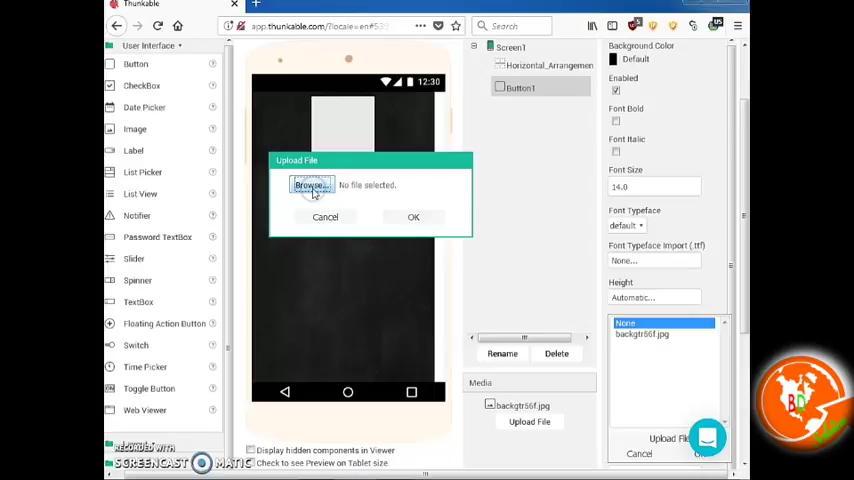 Thunkable
app.thunkable.com/?locale=en#539
Search
5
US
User Interface
Button
CheckBox
Date Picker
Image
Label
List Picker
List View
Notifier
Password TextBox
Slider
Spinner
TextBox
Floating Action Button
Switch
Time Picker
Toggle Button
Web Viewer
12:30
Upload File
Browse...
No file selected.
Cancel
OK
Display hidden components in Viewer
Check to see Preview on Tablet size.
Screen1
Horizontal_Arrangemen
Button1
Rename
Delete
Media
backgtr56f.jpg
Upload File
Background Color
Default
Enabled
Font Bold
Font Italic
Font Size
14.0
Font Typeface
default
Font Typeface Import (.ttf)
None...
Height
Automatic...
None
backgtr56f.jpg
Upload File
Cancel
BD
RECORDED WITH
SCREENCAST MATIC